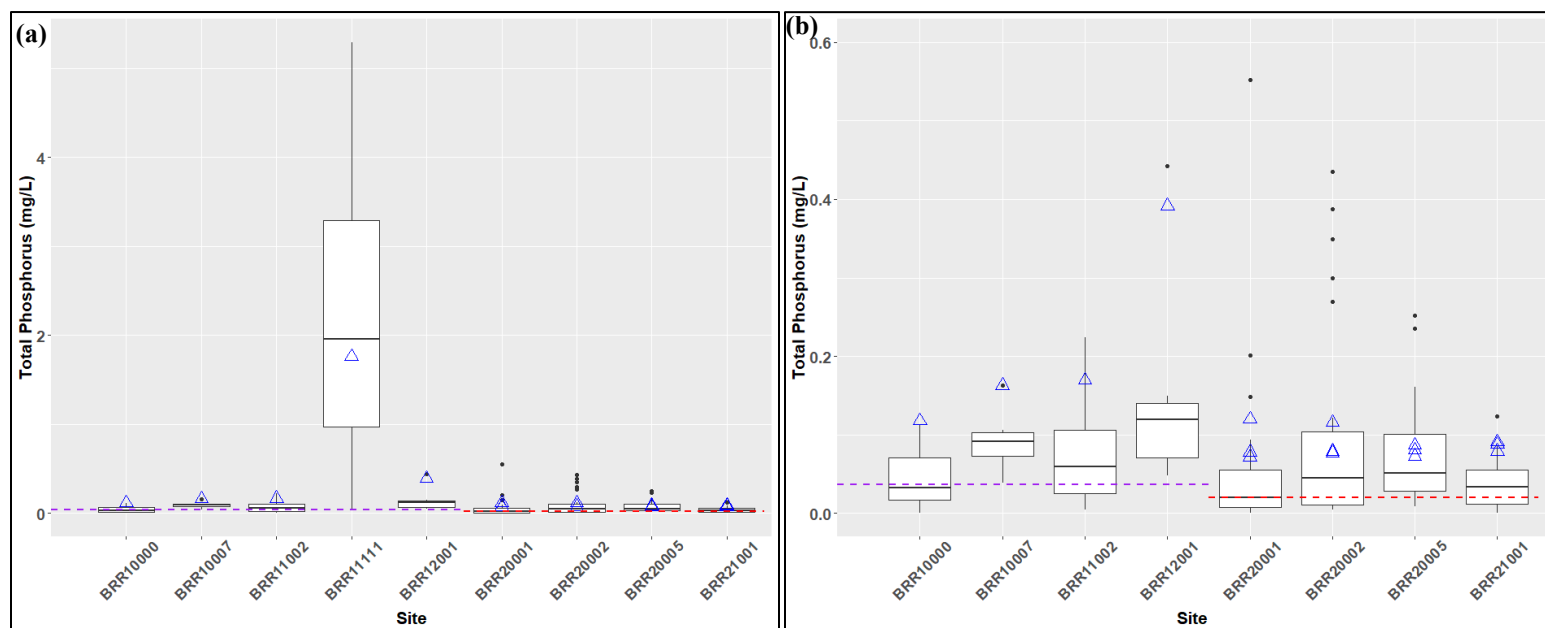 (a)
Total Phosphorus (mg/L)
4
2
0
BRR10000
BRR10007
BRR11002
BRR11111
BRR12001
BRR20001
BRR20002
BRR20005
BRR21001
Site
(b)
Total Phosphorus (mg/L)
0.6
0.4
0.2
0.0
BRR10000
BRR10007
BRR11002
BRR12001
BRR20001
BRR20002
BRR20005
BRR21001
Site